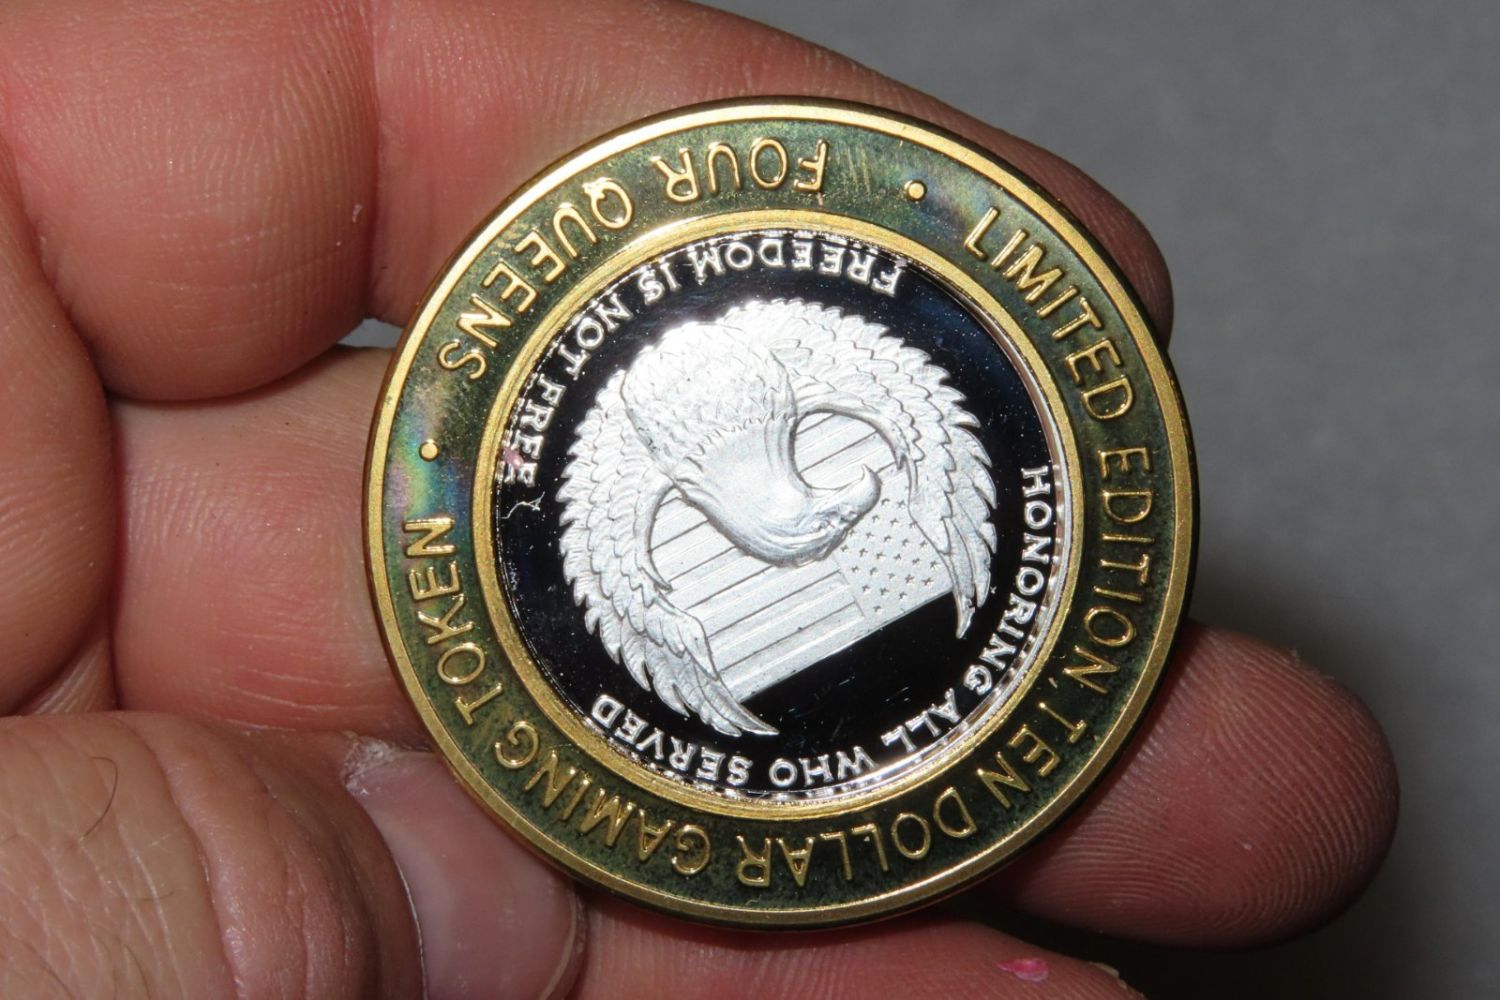 LIMITED EDITION TEN DOLLAR GAMING TOKEN
• FOUR QUEENS •
HONORING ALL WHO SERVED
FREEDOM IS NOT FREE